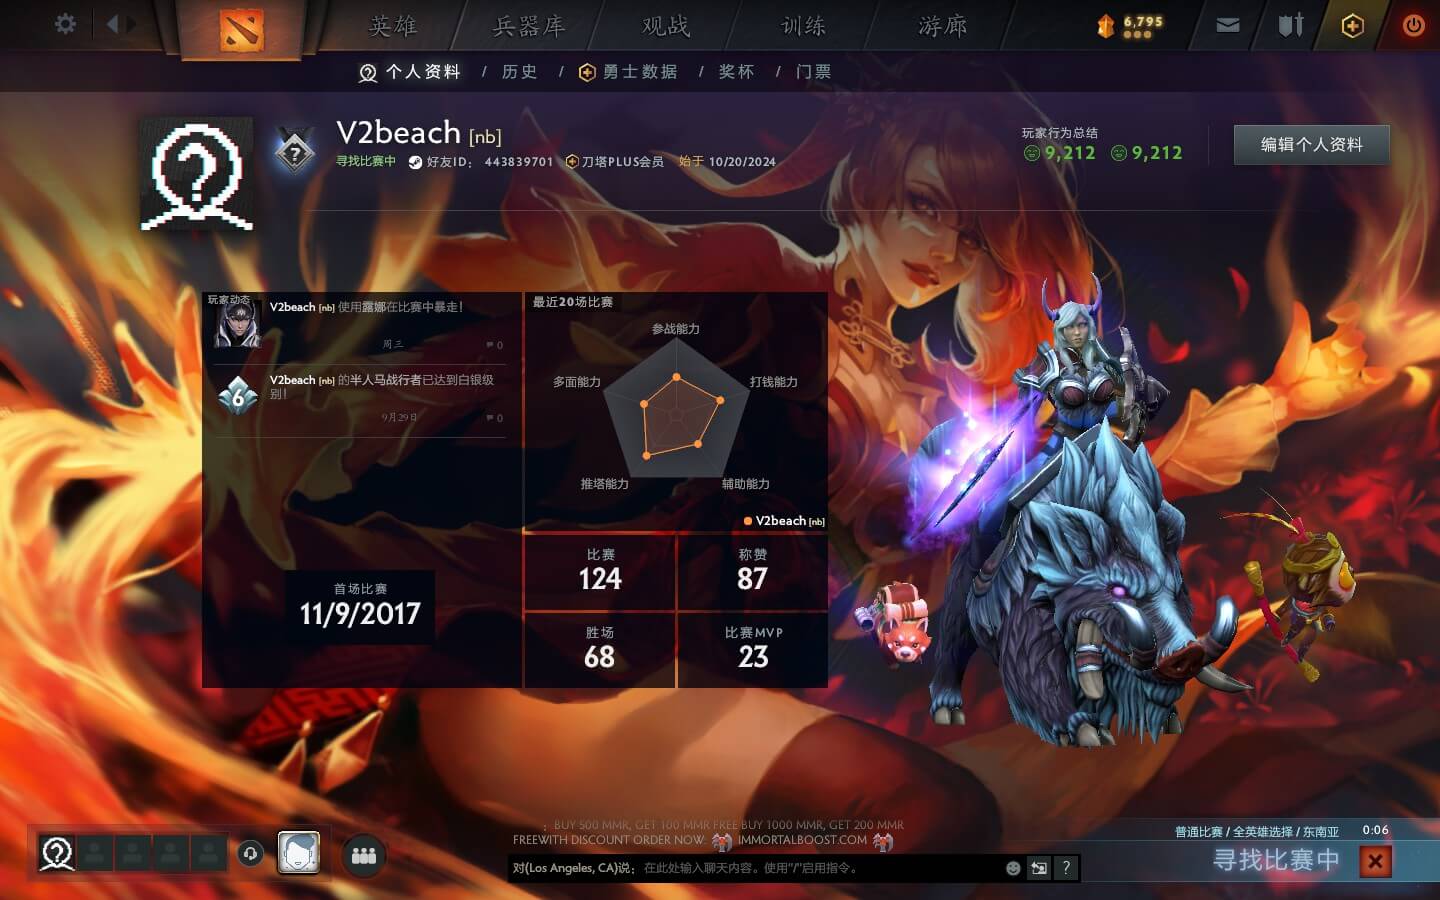 英雄
兵器库
观战
训练
游廊
6,795
个人资料 / 历史 / 勇士数据 / 奖杯 / 门票
V2beach [nb]
寻找比赛中 好友ID： 443839701 刀塔PLUS会员 始于 10/20/2024
玩家行为总结
9,212 9,212
编辑个人资料
玩家动态
V2beach [nb] 使用露娜在比赛中暴走！
周三
0
6
V2beach [nb] 的半人马战行者已达到白银级
别！
9月29日
0
首场比赛
11/9/2017
最近20场比赛
参战能力
多面能力
打钱能力
推塔能力
辅助能力
V2beach [nb]
比赛
124
称赞
87
胜场
68
比赛MVP
23
: BUY 500 MMR, GET 100 MMR FREE BUY 1000 MMR, GET 200 MMR
FREEWITH DISCOUNT ORDER NOW: IMMORTALBOOST.COM
对(Los Angeles, CA)说： 在此处输入聊天内容。使用"/"启用指令。
?
普通比赛 / 全英雄选择 / 东南亚 0:06
寻找比赛中